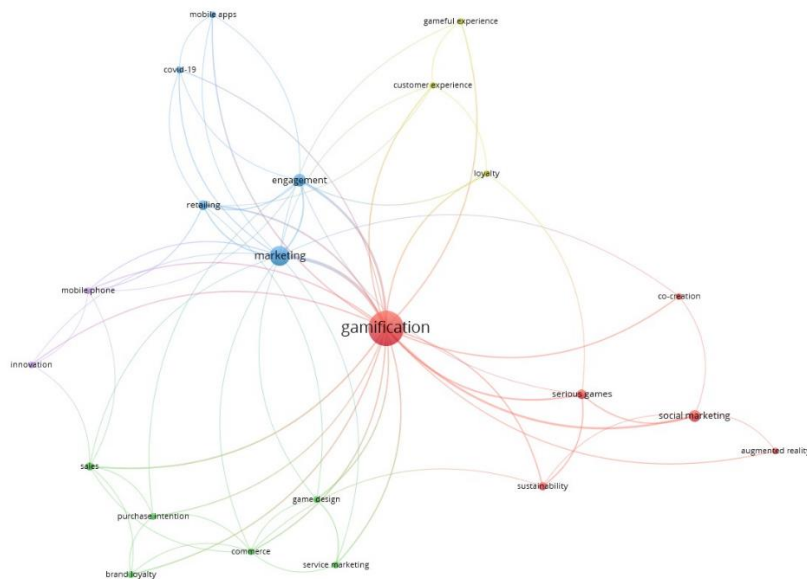 mobile apps
gameful experience
covid-19
customer experience
loyalty
engagement
retailing
marketing
mobile phone
co-creation
gamification
innovation
serious games
social marketing
augmented reality
sales
sustainability
game design
purchase intention
commerce
service marketing
brand loyalty